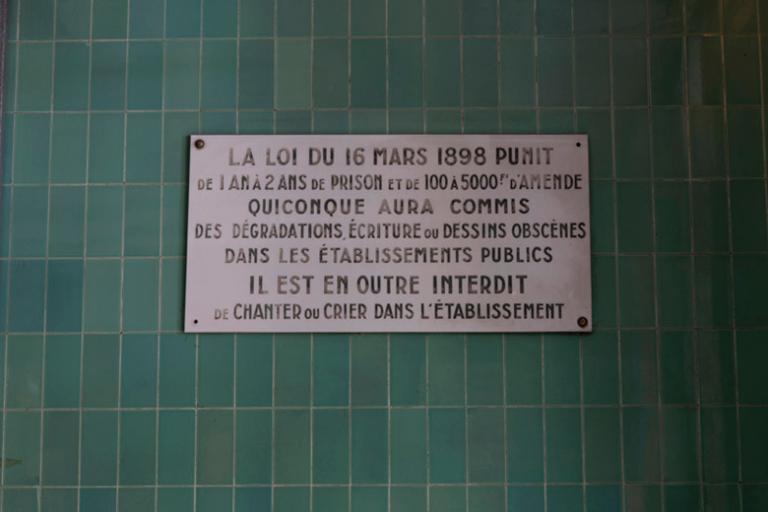 LA LOI DU 16 MARS 1898 PUNIT
DE 1 AN À 2 ANS DE PRISON ET DE 100 À 5000Fr D'AMENDE
QUICONQUE AURA COMMIS
DES DÉGRADATIONS, ÉCRITURE OU DESSINS OBSCÈNES
DANS LES ÉTABLISSEMENTS PUBLICS
IL EST EN OUTRE INTERDIT
DE CHANTER OU CRIER DANS L'ÉTABLISSEMENT